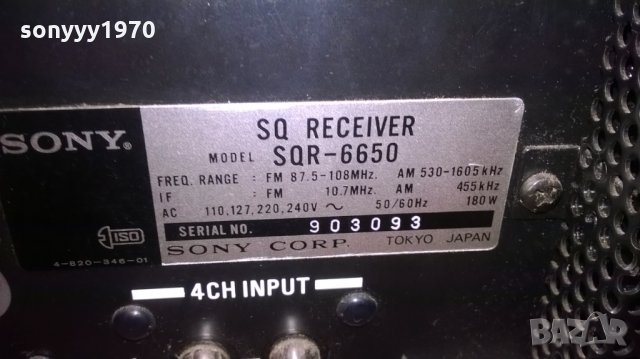 sonyyy1970
SONY®
SQ RECEIVER
MODEL SQR-6650
FREQ. RANGE : FM 87.5-108MHz. AM 530-1605kHz
IF : FM 10.7MHz. AM 455kHz
AC 110,127,220,240V ~ 50/60Hz 180W
SERIAL NO. 903093
SONY CORP. TOKYO JAPAN
ISO
4-820-346-01
4CH INPUT
BAZAR
bg